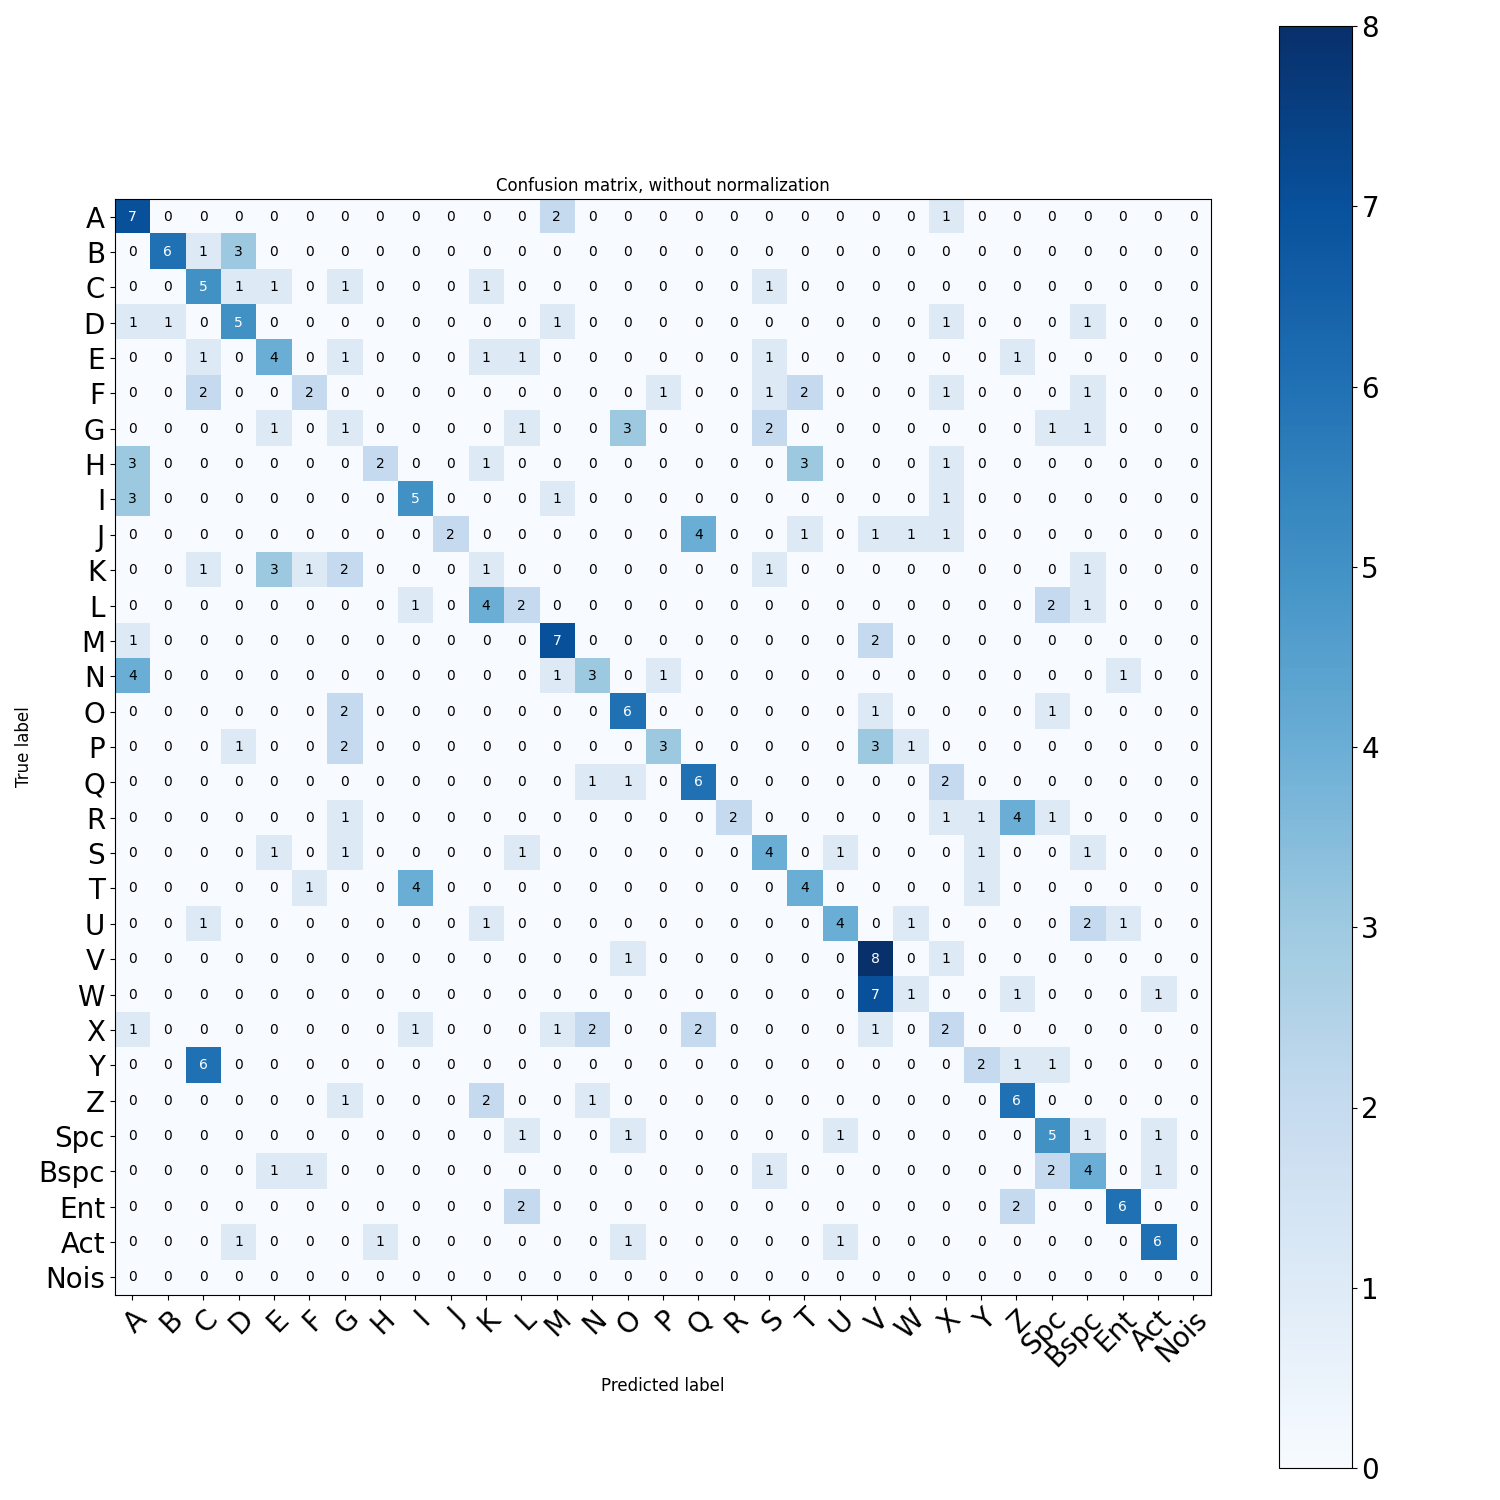 Confusion matrix, without normalization
A 7 0 0 0 0 0 0 0 0 0 0 0 2 0 0 0 0 0 0 0 0 0 0 1 0 0 0 0 0 0 0
B 0 6 1 3 0 0 0 0 0 0 0 0 0 0 0 0 0 0 0 0 0 0 0 0 0 0 0 0 0 0 0
C 0 0 5 1 1 0 1 0 0 0 1 0 0 0 0 0 0 0 1 0 0 0 0 0 0 0 0 0 0 0 0
D 1 1 0 5 0 0 0 0 0 0 0 0 1 0 0 0 0 0 0 0 0 0 0 1 0 0 0 1 0 0 0
E 0 0 1 0 4 0 1 0 0 0 1 1 0 0 0 0 0 0 1 0 0 0 0 0 0 1 0 0 0 0 0
F 0 0 2 0 0 2 0 0 0 0 0 0 0 0 0 1 0 0 1 2 0 0 0 1 0 0 0 1 0 0 0
G 0 0 0 0 1 0 1 0 0 0 0 1 0 0 3 0 0 0 2 0 0 0 0 0 0 0 1 1 0 0 0
H 3 0 0 0 0 0 0 2 0 0 1 0 0 0 0 0 0 0 0 3 0 0 0 1 0 0 0 0 0 0 0
I 3 0 0 0 0 0 0 0 5 0 0 0 1 0 0 0 0 0 0 0 0 0 0 1 0 0 0 0 0 0 0
J 0 0 0 0 0 0 0 0 0 2 0 0 0 0 0 0 4 0 0 1 0 1 1 1 0 0 0 0 0 0 0
K 0 0 1 0 3 1 2 0 0 0 1 0 0 0 0 0 0 0 1 0 0 0 0 0 0 0 0 1 0 0 0
L 0 0 0 0 0 0 0 0 1 0 4 2 0 0 0 0 0 0 0 0 0 0 0 0 0 0 2 1 0 0 0
M 1 0 0 0 0 0 0 0 0 0 0 0 7 0 0 0 0 0 0 0 0 2 0 0 0 0 0 0 0 0 0
N 4 0 0 0 0 0 0 0 0 0 0 0 1 3 0 1 0 0 0 0 0 0 0 0 0 0 0 0 1 0 0
O 0 0 0 0 0 0 2 0 0 0 0 0 0 0 6 0 0 0 0 0 0 1 0 0 0 0 1 0 0 0 0
P 0 0 0 1 0 0 2 0 0 0 0 0 0 0 0 3 0 0 0 0 0 3 1 0 0 0 0 0 0 0 0
Q 0 0 0 0 0 0 0 0 0 0 0 0 0 1 1 0 6 0 0 0 0 0 0 2 0 0 0 0 0 0 0
R 0 0 0 0 0 0 1 0 0 0 0 0 0 0 0 0 0 2 0 0 0 0 0 1 1 4 1 0 0 0 0
S 0 0 0 0 1 0 1 0 0 0 0 1 0 0 0 0 0 0 4 0 1 0 0 0 1 0 0 1 0 0 0
T 0 0 0 0 0 1 0 0 4 0 0 0 0 0 0 0 0 0 0 4 0 0 0 0 1 0 0 0 0 0 0
U 0 0 1 0 0 0 0 0 0 0 1 0 0 0 0 0 0 0 0 0 4 0 1 0 0 0 0 2 1 0 0
V 0 0 0 0 0 0 0 0 0 0 0 0 0 0 1 0 0 0 0 0 0 8 0 1 0 0 0 0 0 0 0
W 0 0 0 0 0 0 0 0 0 0 0 0 0 0 0 0 0 0 0 0 0 7 1 0 0 1 0 0 0 1 0
X 1 0 0 0 0 0 0 0 1 0 0 0 1 2 0 0 2 0 0 0 0 1 0 2 0 0 0 0 0 0 0
Y 0 0 6 0 0 0 0 0 0 0 0 0 0 0 0 0 0 0 0 0 0 0 0 0 2 1 1 0 0 0 0
Z 0 0 0 0 0 0 1 0 0 0 2 0 0 1 0 0 0 0 0 0 0 0 0 0 0 6 0 0 0 0 0
Spc 0 0 0 0 0 0 0 0 0 0 0 1 0 0 1 0 0 0 0 0 1 0 0 0 0 0 5 1 0 1 0
Bspc 0 0 0 0 1 1 0 0 0 0 0 0 0 0 0 0 0 0 1 0 0 0 0 0 0 0 2 4 0 1 0
Ent 0 0 0 0 0 0 0 0 0 0 0 2 0 0 0 0 0 0 0 0 0 0 0 0 0 2 0 0 6 0 0
Act 0 0 0 1 0 0 0 1 0 0 0 0 0 0 1 0 0 0 0 0 1 0 0 0 0 0 0 0 0 6 0
Nois 0 0 0 0 0 0 0 0 0 0 0 0 0 0 0 0 0 0 0 0 0 0 0 0 0 0 0 0 0 0 0
A B C D E F G H I J K L M N O P Q R S T U V W X Y Z Spc Bspc Ent Act Nois
Predicted label
True label
8
7
6
5
4
3
2
1
0